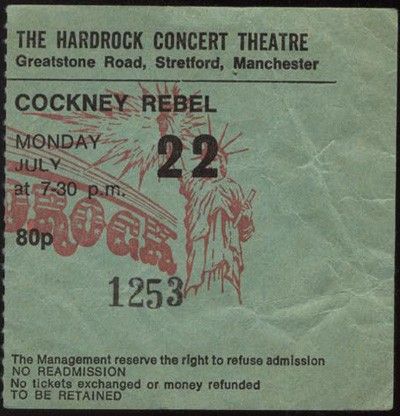 THE HARDROCK CONCERT THEATRE
Greatstone Road, Stretford, Manchester
COCKNEY REBEL
MONDAY 22
JULY
at 7-30 p.m.
DROCK
80p
1253
The Management reserve the right to refuse admission
NO READMISSION
No tickets exchanged or money refunded
TO BE RETAINED